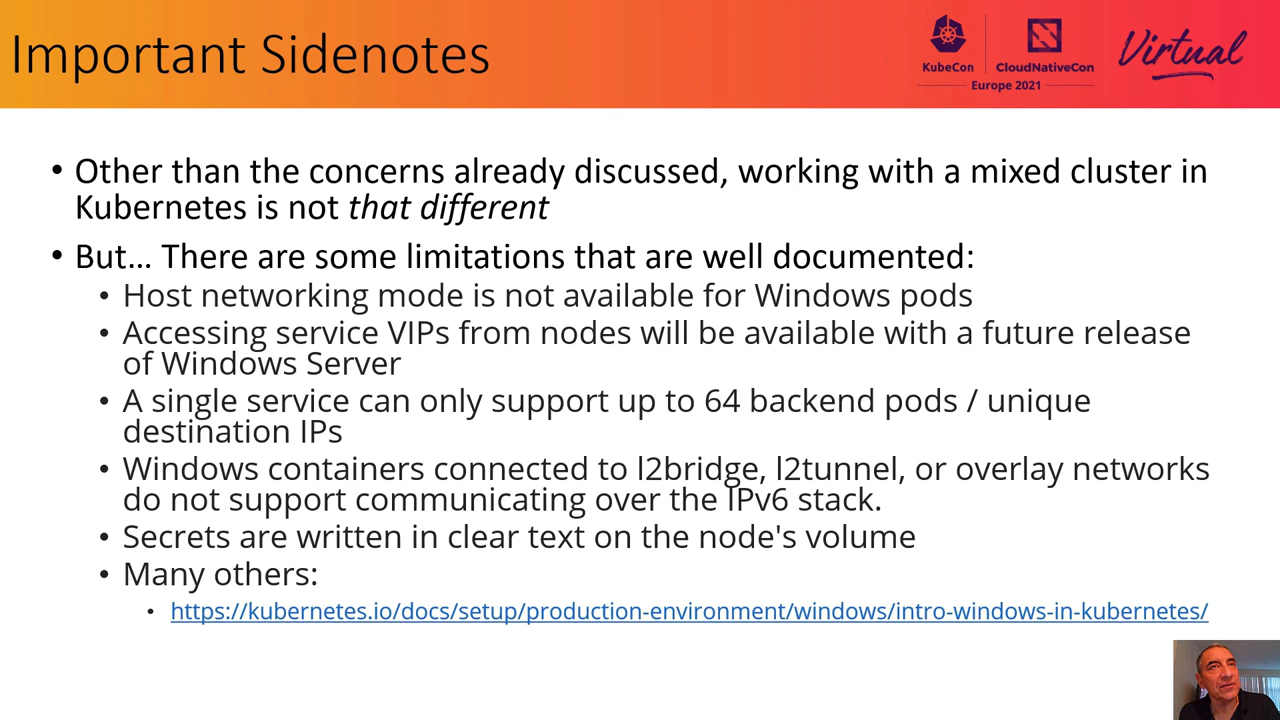 Important Sidenotes
KubeCon
CloudNativeCon
Europe 2021
Virtual
• Other than the concerns already discussed, working with a mixed cluster in
Kubernetes is not that different
• But… There are some limitations that are well documented:
• Host networking mode is not available for Windows pods
• Accessing service VIPs from nodes will be available with a future release
of Windows Server
• A single service can only support up to 64 backend pods / unique
destination IPs
• Windows containers connected to l2bridge, l2tunnel, or overlay networks
do not support communicating over the IPv6 stack.
• Secrets are written in clear text on the node's volume
• Many others:
• https://kubernetes.io/docs/setup/production-environment/windows/intro-windows-in-kubernetes/